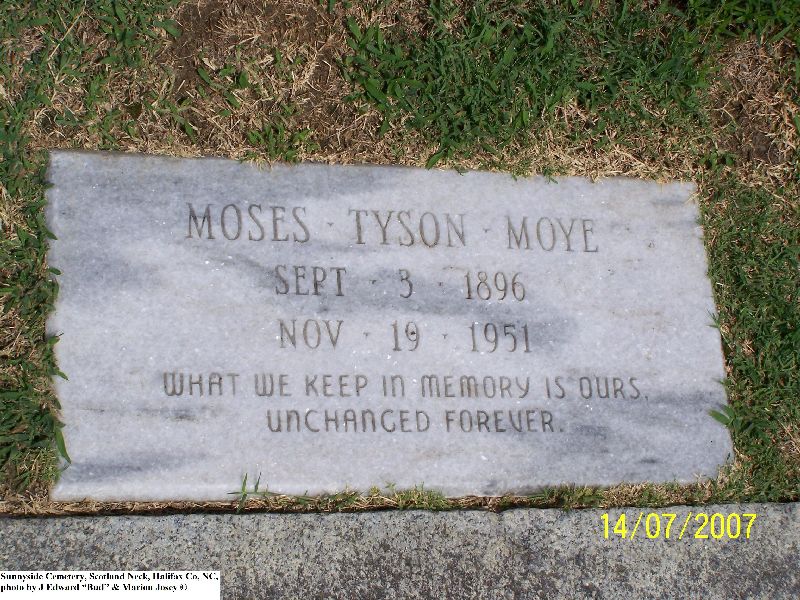 MOSES · TYSON · MOYE
SEPT · 3 · 1896
NOV · 19 · 1951
WHAT WE KEEP IN MEMORY IS OURS,
UNCHANGED FOREVER.
14/07/2007
Sunnyside Cemetery, Scotland Neck, Halifax Co, NC,
photo by J Edward "Bud" & Marion Josey ©